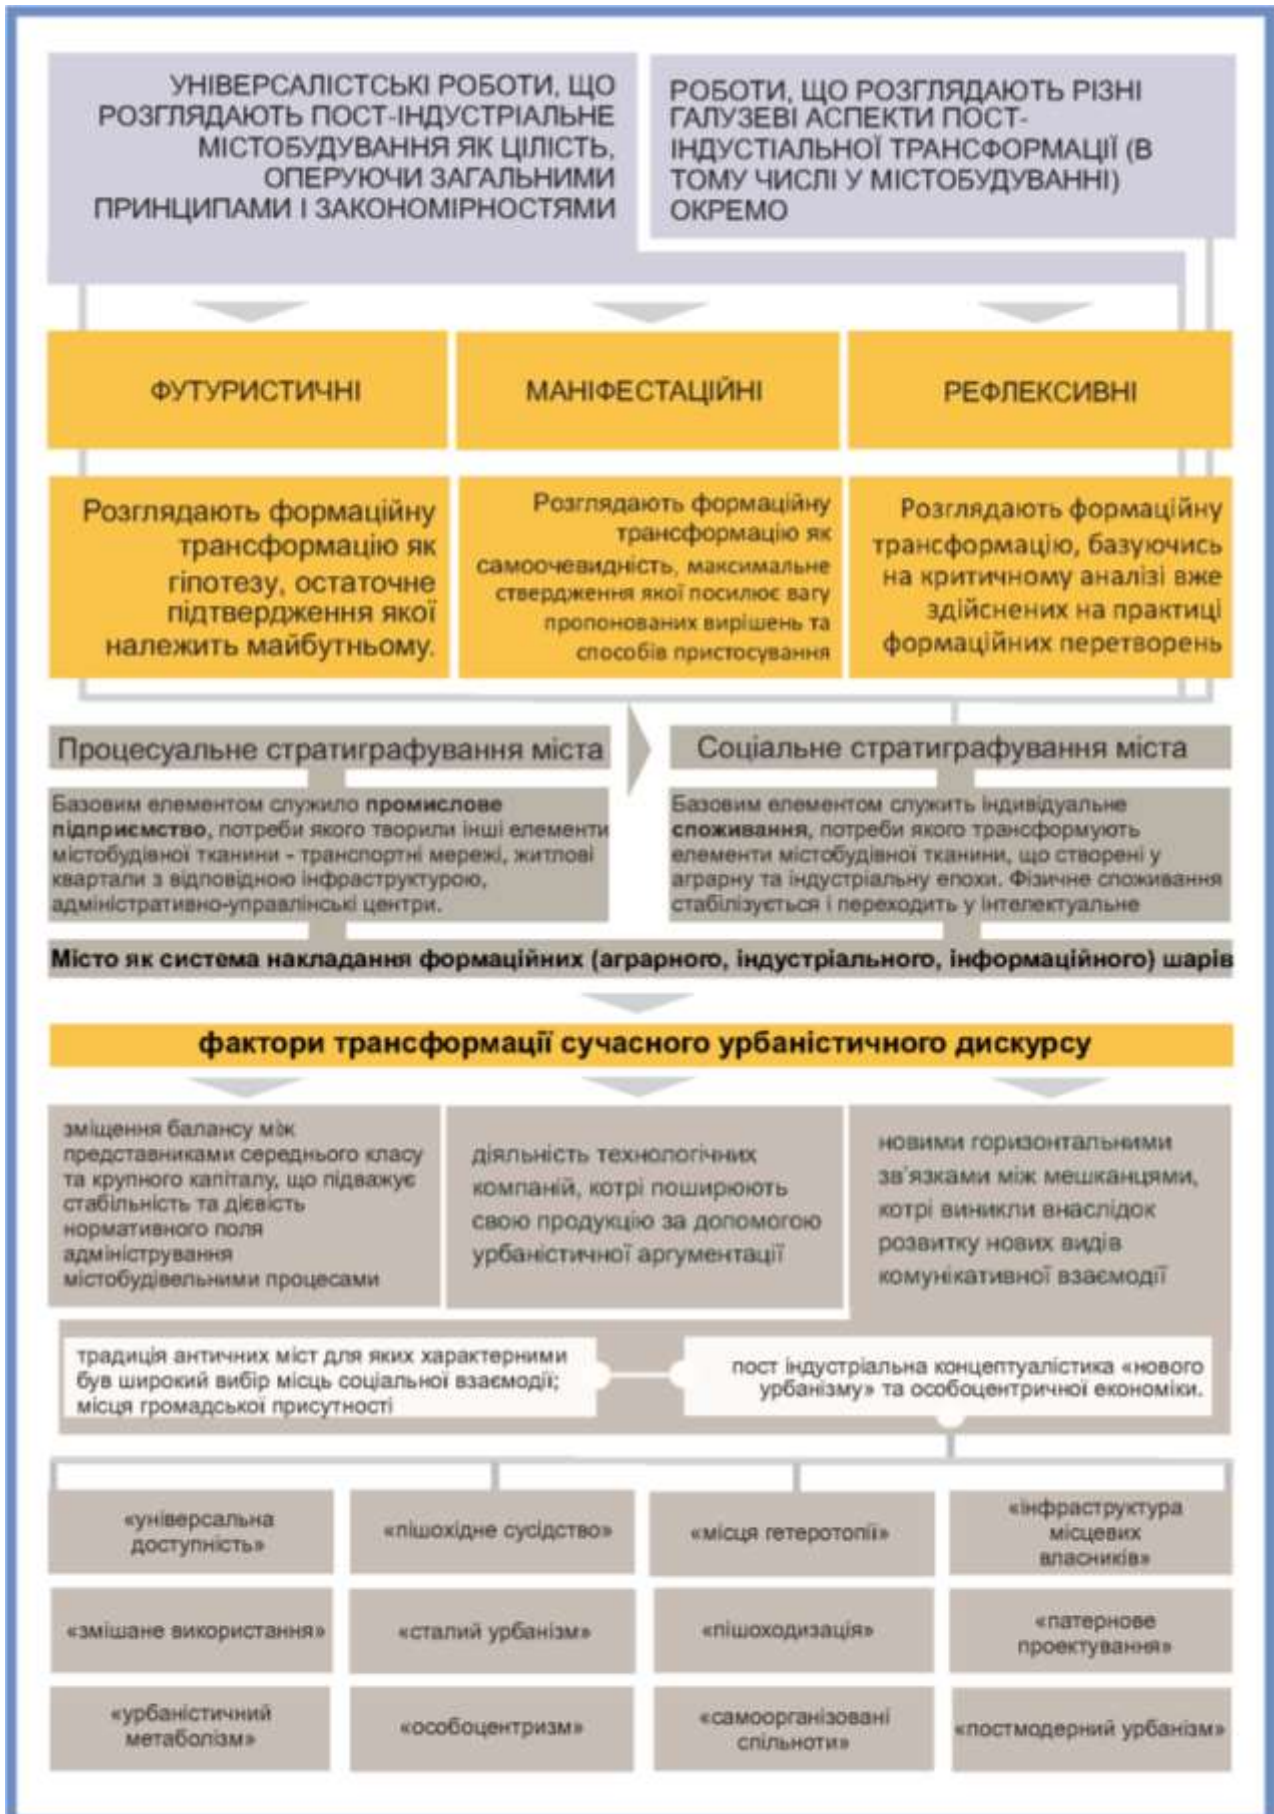 УНІВЕРСАЛІСТСЬКІ РОБОТИ, ЩО
РОЗГЛЯДАЮТЬ ПОСТ-ІНДУСТРІАЛЬНЕ
МІСТОБУДУВАННЯ ЯК ЦІЛІСТЬ,
ОПЕРУЮЧИ ЗАГАЛЬНИМИ
ПРИНЦИПАМИ І ЗАКОНОМІРНОСТЯМИ
РОБОТИ, ЩО РОЗГЛЯДАЮТЬ РІЗНІ
ГАЛУЗЕВІ АСПЕКТИ ПОСТ-
ІНДУСТІАЛЬНОЇ ТРАНСФОРМАЦІЇ (В
ТОМУ ЧИСЛІ У МІСТОБУДУВАННІ)
ОКРЕМО
ФУТУРИСТИЧНІ
МАНІФЕСТАЦІЙНІ
РЕФЛЕКСИВНІ
Розглядають формаційну
трансформацію як
гіпотезу, остаточне
підтвердження якої
належить майбутньому.
Розглядають формаційну
трансформацію як
самоочевидність, максимальне
ствердження якої посилює вагу
пропонованих вирішень та
способів пристосування
Розглядають формаційну
трансформацію, базуючись
на критичному аналізі вже
здійснених на практиці
формаційних перетворень
Процесуальне стратиграфування міста
Соціальне стратиграфування міста
Базовим елементом служило промислове
підприємство, потреби якого творили інші елементи
містобудівної тканини - транспортні мережі, житлові
квартали з відповідною інфраструктурою,
адміністративно-управлінські центри.
Базовим елементом служить індивідуальне
споживання, потреби якого трансформують
елементи містобудівної тканини, що створені у
аграрну та індустріальну епохи. Фізичне споживання
стабілізується і переходить у інтелектуальне
Місто як система накладання формаційних (аграрного, індустріального, інформаційного) шарів
фактори трансформації сучасного урбаністичного дискурсу
зміщення балансу між
представниками середнього класу
та крупного капіталу, що підважує
стабільність та дієвість
нормативного поля
адміністрування
містобудівельними процесами
діяльність технологічних
компаній, котрі поширюють
свою продукцію за допомогою
урбаністичної аргументації
новими горизонтальними
зв'язками між мешканцями,
котрі виникли внаслідок
розвитку нових видів
комунікативної взаємодії
традиція античних міст для яких характерними
був широкий вибір місць соціальної взаємодії;
місця громадської присутності
пост індустріальна концептуалістика «нового
урбанізму» та особоцентричної економіки.
«універсальна
доступність»
«пішохідне сусідство»
«місця гетеротопії»
«інфраструктура
місцевих
власників»
«змішане використання»
«сталий урбанізм»
«пішоходизація»
«патернове
проектування»
«урбаністичний
метаболізм»
«особоцентризм»
«самоорганізовані
спільноти»
«постмодерний урбанізм»